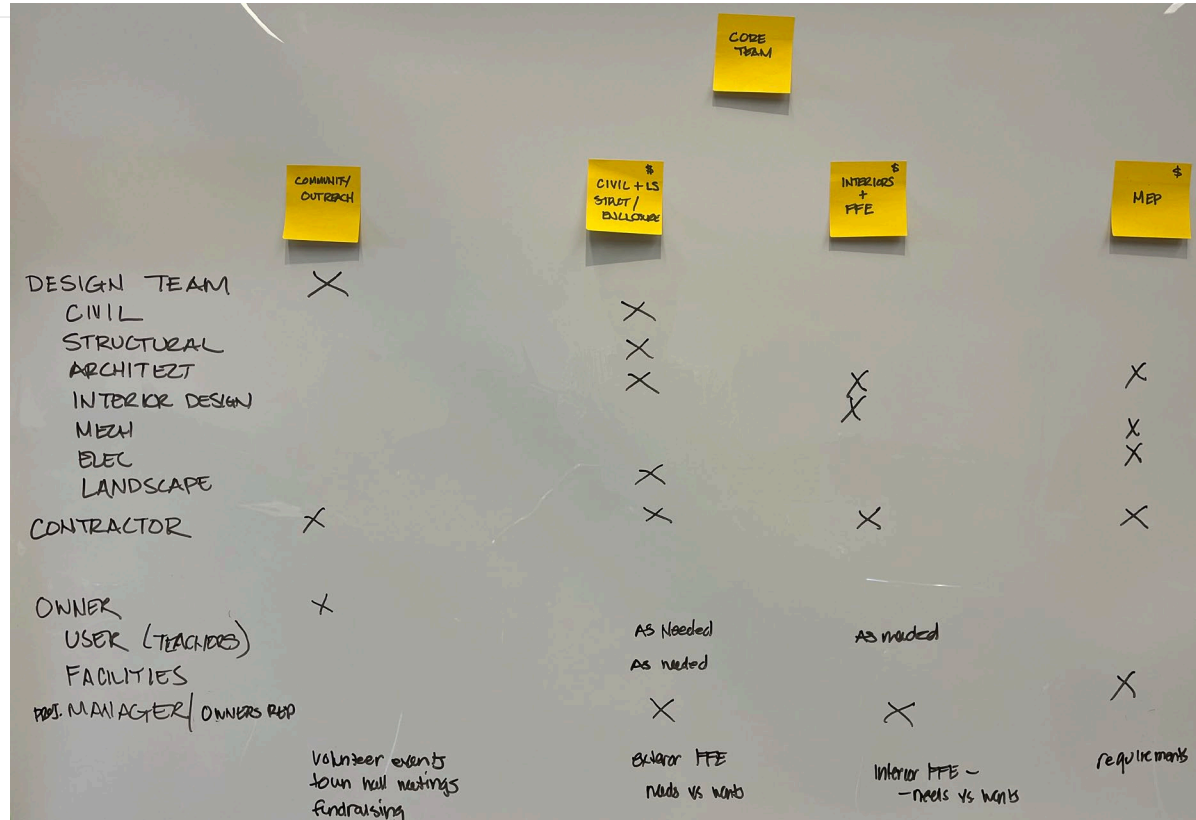 CORE
TEAM
COMMUNITY
OUTREACH
$
CIVIL + LS
STRUCT /
ENCLOSURE
$
INTERIORS
+
FFE
$
MEP
DESIGN TEAM X
CIVIL X
STRUCTURAL X
ARCHITECT X X X
INTERIOR DESIGN X
MECH X
ELEC X
LANDSCAPE X
CONTRACTOR X X X X
OWNER X
USER (TEACHERS) As Needed As needed
FACILITIES As needed X
PROJ. MANAGER / OWNERS REP X X
Volunteer events
town hall meetings
fundraising
exterior FFE
needs vs wants
Interior FFE -
- needs vs wants
requirements